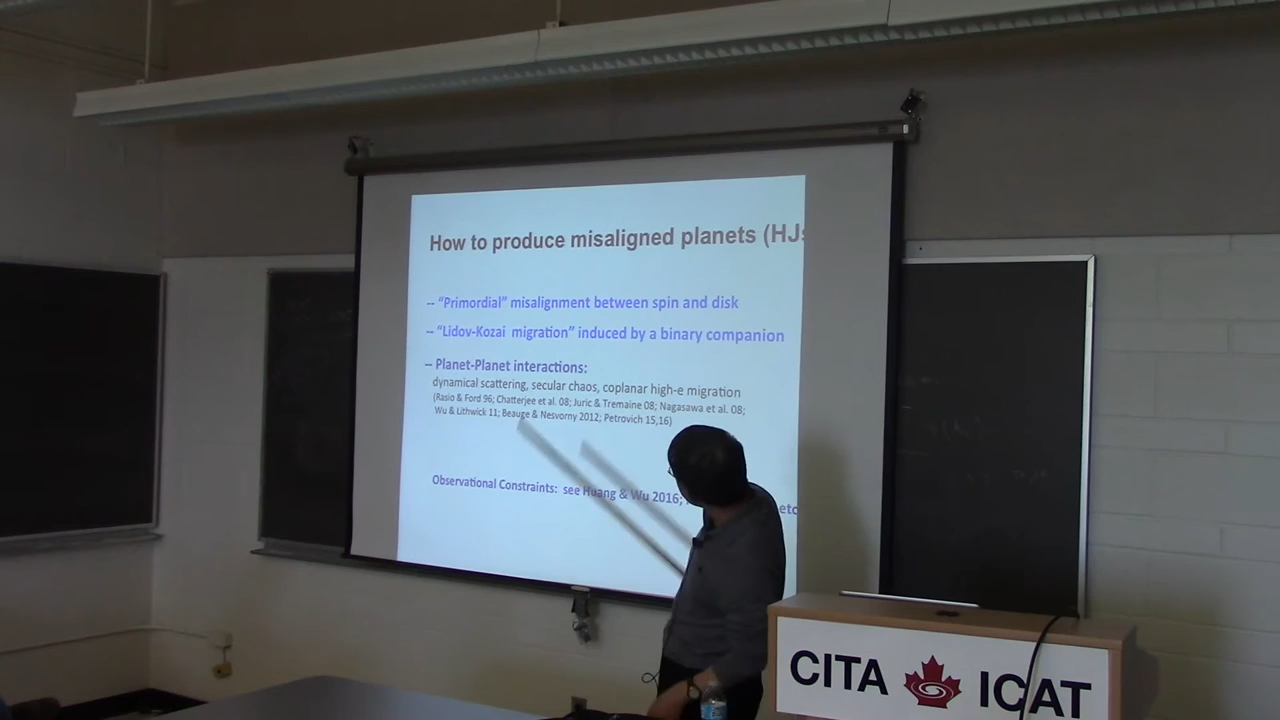 How to produce misaligned planets (HJs
-- “Primordial” misalignment between spin and disk
-- “Lidov-Kozai migration” induced by a binary companion
-- Planet-Planet interactions:
dynamical scattering, secular chaos, coplanar high-e migration
(Rasio & Ford 96; Chatterjee et al. 08; Juric & Tremaine 08; Nagasawa et al. 08;
Wu & Lithwick 11; Beauge & Nesvorny 2012; Petrovich 15,16)
Observational Constraints: see Huang & Wu 2016; etc
CITA ICAT